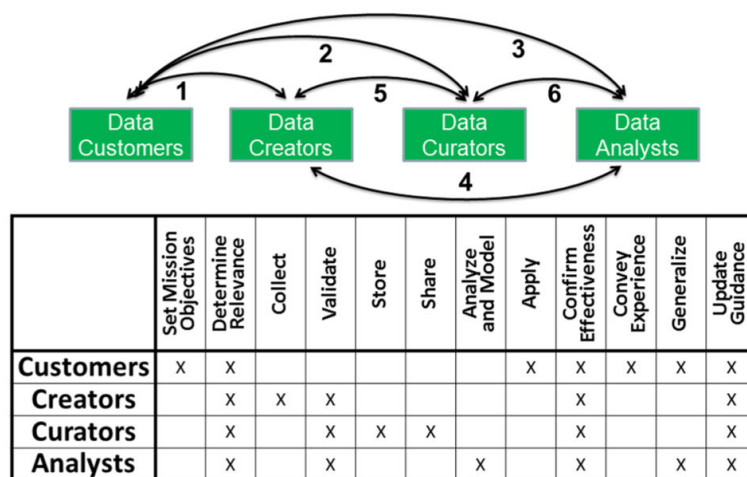 1
2
3
5
6
Data Customers
Data Creators
Data Curators
Data Analysts
4
Set Mission Objectives
Determine Relevance
Collect
Validate
Store
Share
Analyze and Model
Apply
Confirm Effectiveness
Convey Experience
Generalize
Update Guidance
Customers X X X X X X X
Creators X X X X X
Curators X X X X X X
Analysts X X X X X X